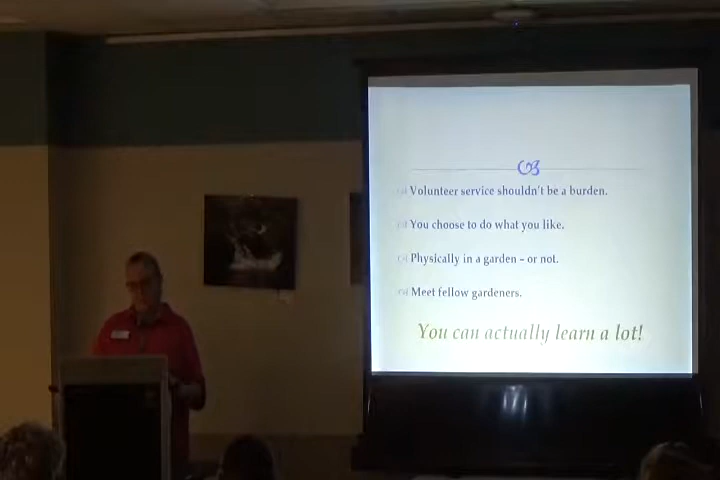 Volunteer service shouldn't be a burden.
You choose to do what you like.
Physically in a garden – or not.
Meet fellow gardeners.
You can actually learn a lot!